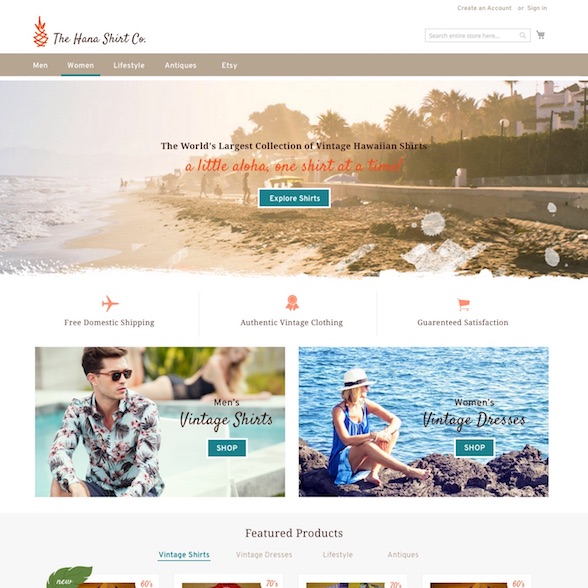 Create an Account or Sign in
The Hana Shirt Co.
Search entire store here...
Men Women Lifestyle Antiques Etsy
The World's Largest Collection of Vintage Hawaiian Shirts
a little aloha, one shirt at a time!
Explore Shirts
Free Domestic Shipping
Authentic Vintage Clothing
Guarenteed Satisfaction
Men's
Vintage Shirts
SHOP
Women's
Vintage Dresses
SHOP
Featured Products
Vintage Shirts Vintage Dresses Lifestyle Antiques
new
60's 70's 70's 60's